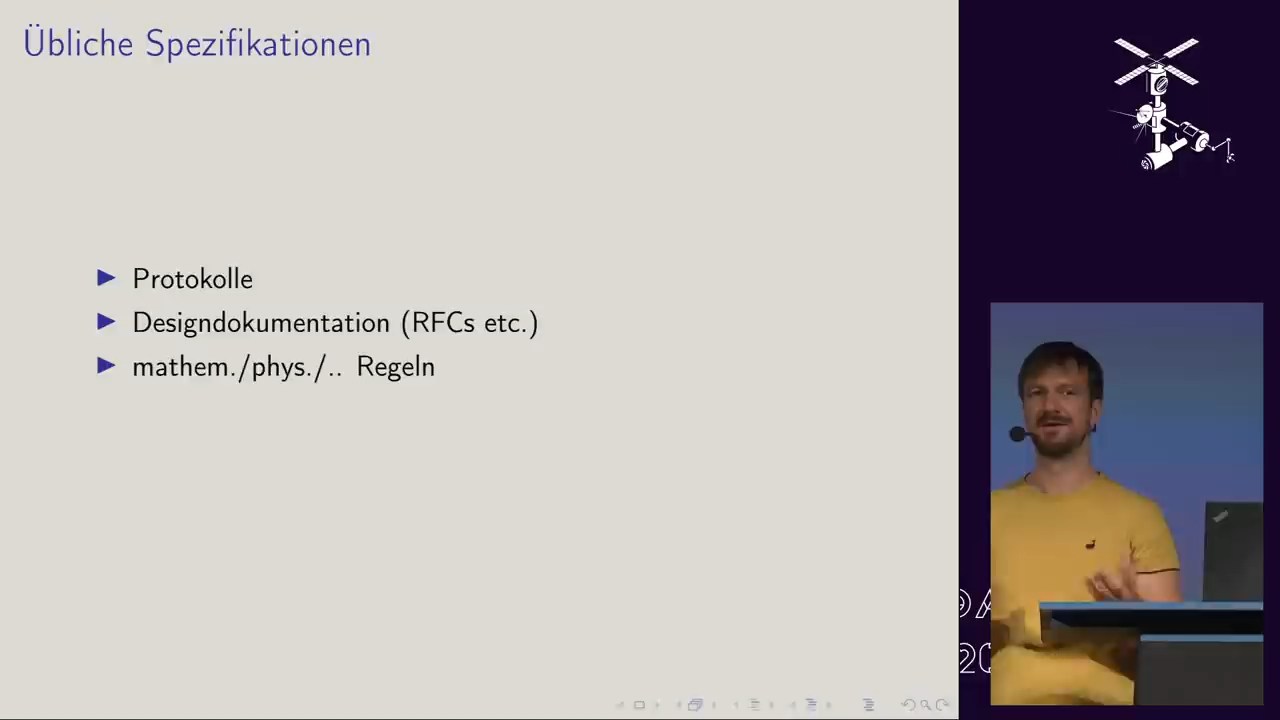 Übliche Spezifikationen
Protokolle
Designdokumentation (RFCs etc.)
mathem./phys./.. Regeln